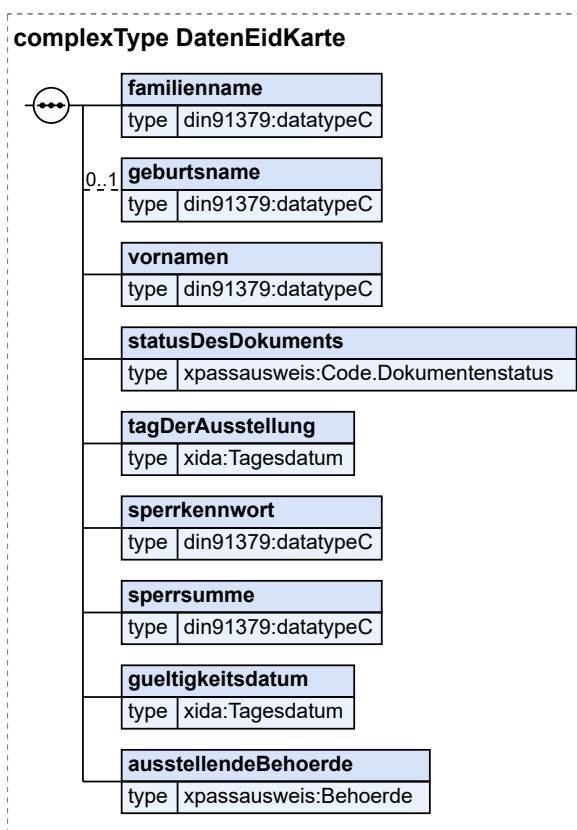 complexType DatenEidKarte
familienname
type din91379:datatypeC
0..1 geburtsname
type din91379:datatypeC
vornamen
type din91379:datatypeC
statusDesDokuments
type xpassausweis:Code.Dokumentenstatus
tagDerAusstellung
type xida:Tagesdatum
sperrkennwort
type din91379:datatypeC
sperrsumme
type din91379:datatypeC
gueltigkeitsdatum
type xida:Tagesdatum
ausstellendeBehoerde
type xpassausweis:Behoerde